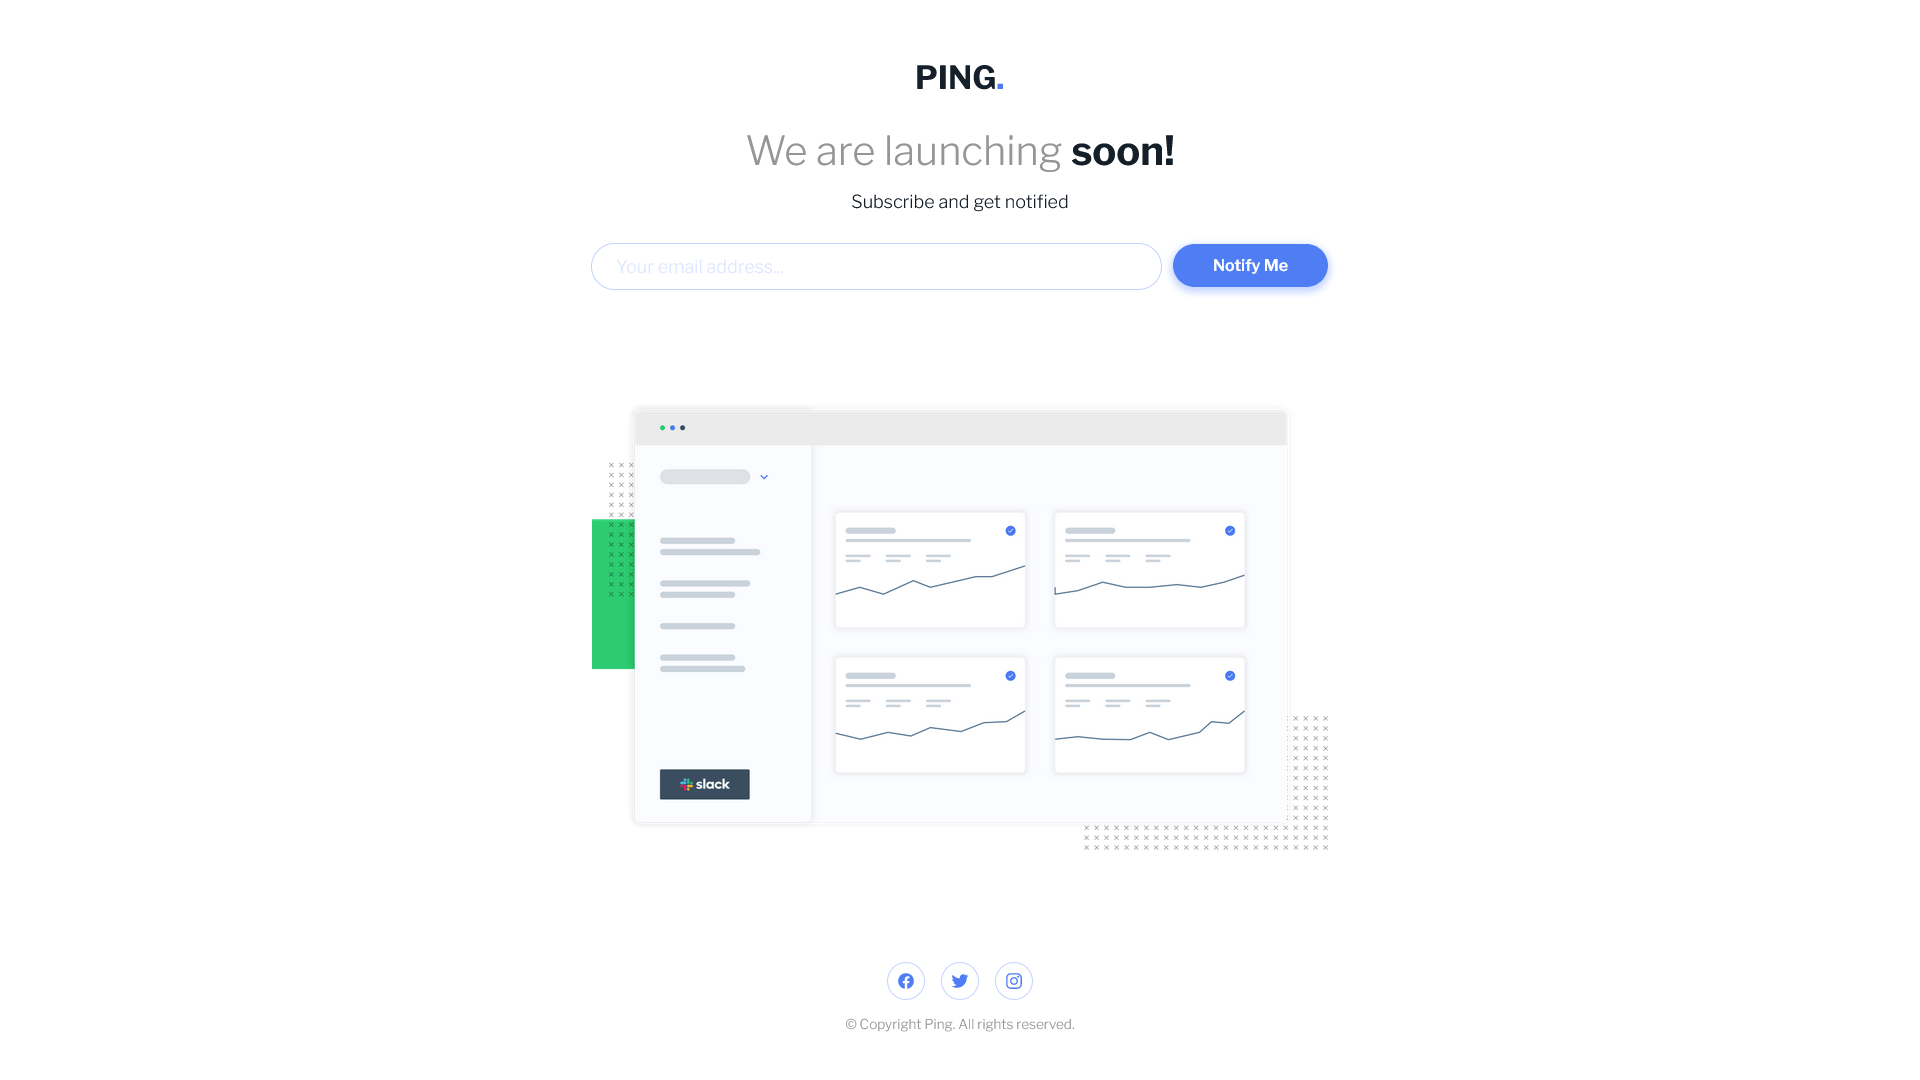 PING.
We are launching soon!
Subscribe and get notified
Your email address...
Notify Me
slack
© Copyright Ping. All rights reserved.